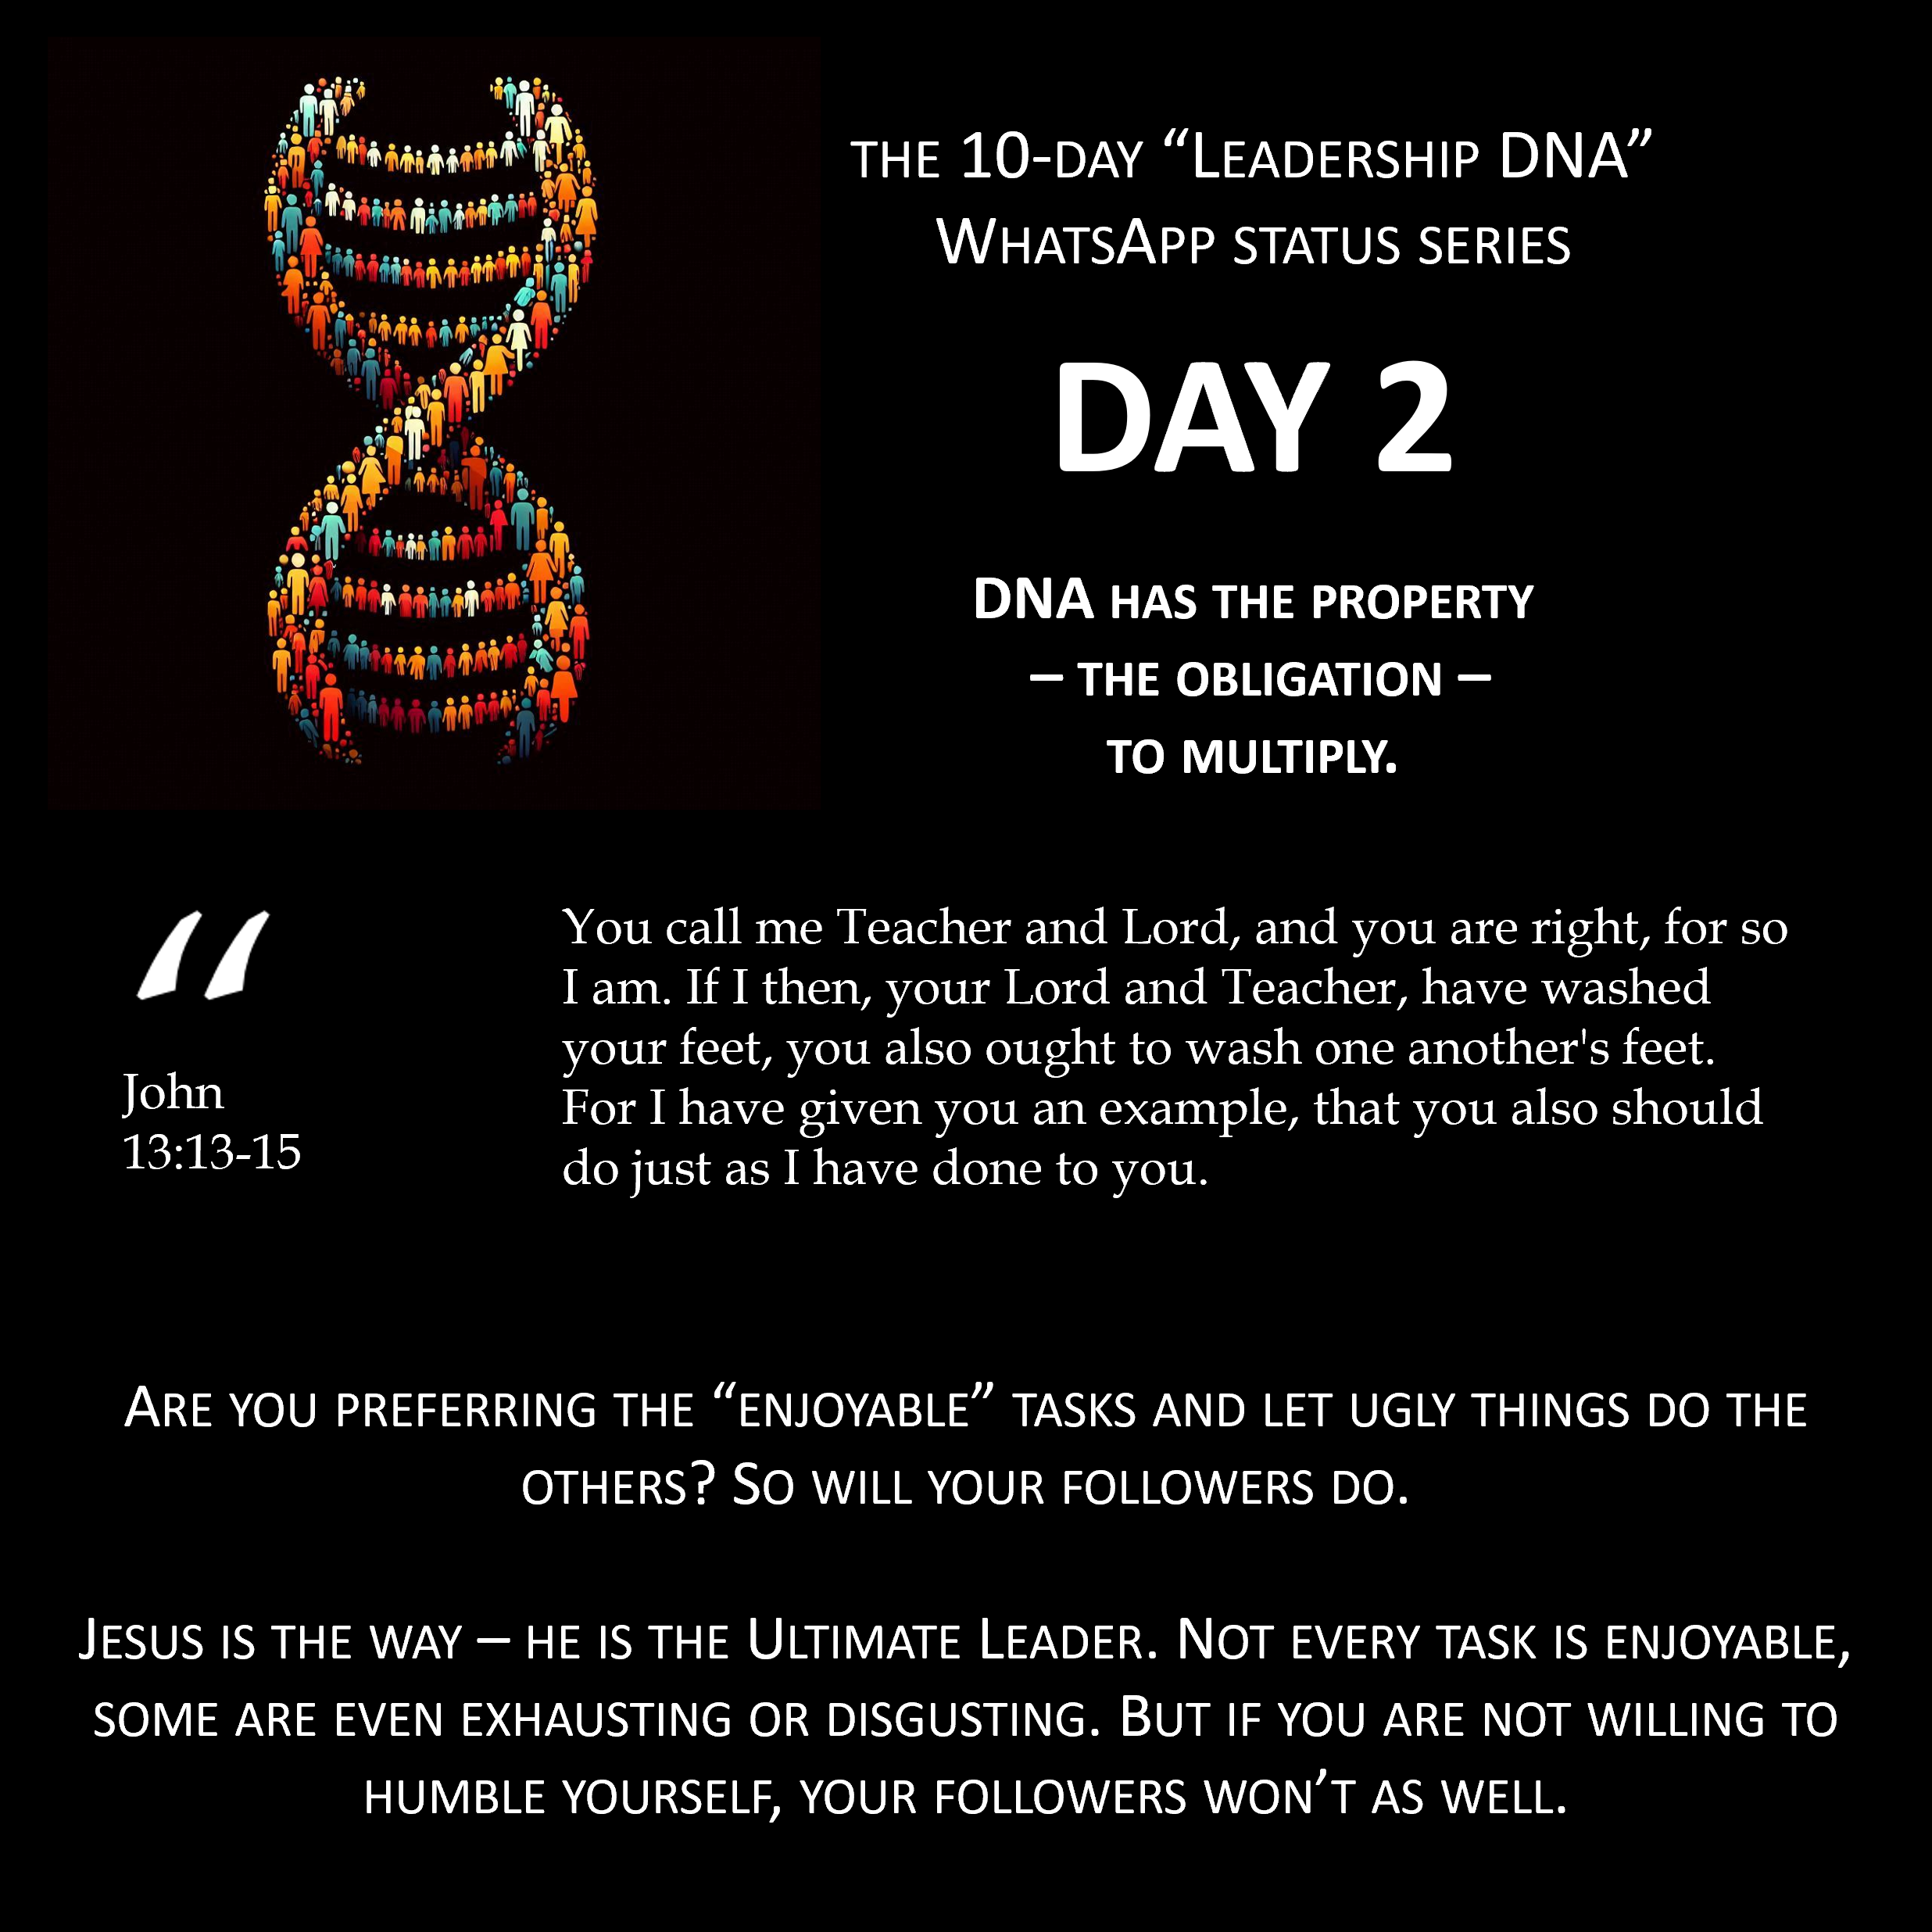 THE 10-DAY “LEADERSHIP DNA”
WHATSAPP STATUS SERIES
DAY 2
DNA HAS THE PROPERTY
– THE OBLIGATION –
TO MULTIPLY.
“
John
13:13-15
You call me Teacher and Lord, and you are right, for so
I am. If I then, your Lord and Teacher, have washed
your feet, you also ought to wash one another's feet.
For I have given you an example, that you also should
do just as I have done to you.
ARE YOU PREFERRING THE “ENJOYABLE” TASKS AND LET UGLY THINGS DO THE
OTHERS? SO WILL YOUR FOLLOWERS DO.
JESUS IS THE WAY – HE IS THE ULTIMATE LEADER. NOT EVERY TASK IS ENJOYABLE,
SOME ARE EVEN EXHAUSTING OR DISGUSTING. BUT IF YOU ARE NOT WILLING TO
HUMBLE YOURSELF, YOUR FOLLOWERS WON’T AS WELL.